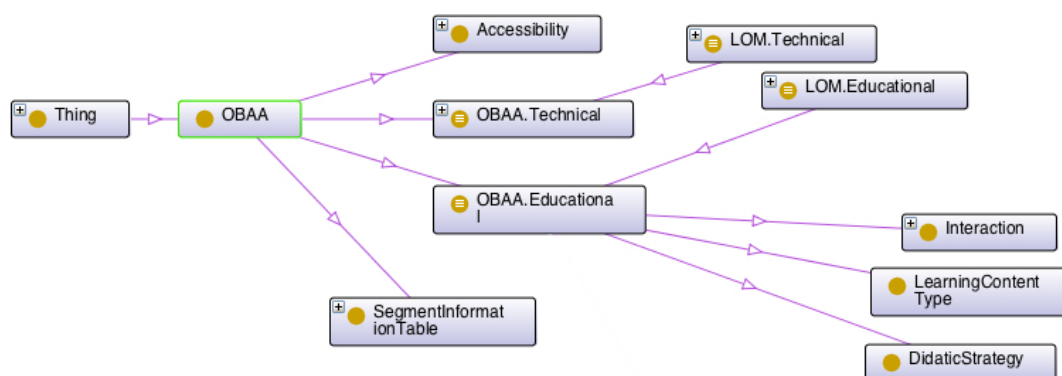 Accessibility
LOM.Technical
LOM.Educational
Thing
OBAA
OBAA.Technical
OBAA.Educationa
l
Interaction
LearningContent
Type
SegmentInformat
ionTable
DidaticStrategy